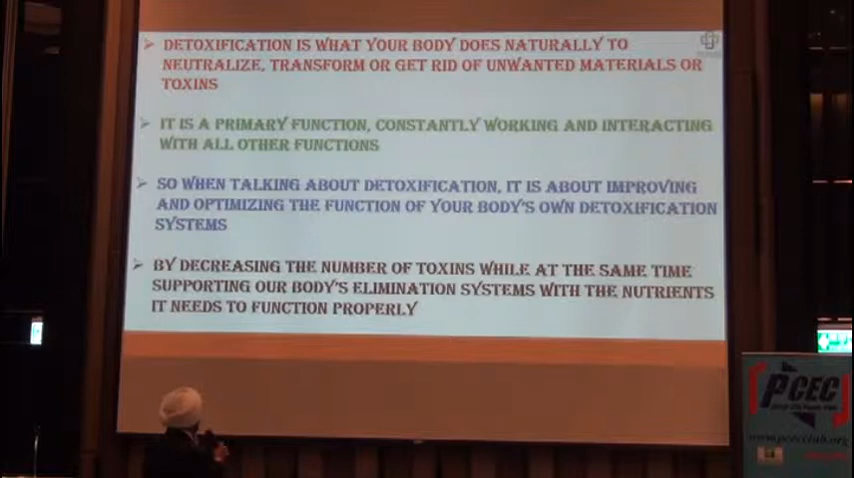 DETOXIFICATION IS WHAT YOUR BODY DOES NATURALLY TO
NEUTRALIZE, TRANSFORM OR GET RID OF UNWANTED MATERIALS OR
TOXINS
IT IS A PRIMARY FUNCTION, CONSTANTLY WORKING AND INTERACTING
WITH ALL OTHER FUNCTIONS
SO WHEN TALKING ABOUT DETOXIFICATION, IT IS ABOUT IMPROVING
AND OPTIMIZING THE FUNCTION OF YOUR BODY'S OWN DETOXIFICATION
SYSTEMS
BY DECREASING THE NUMBER OF TOXINS WHILE AT THE SAME TIME
SUPPORTING OUR BODY'S ELIMINATION SYSTEMS WITH THE NUTRIENTS
IT NEEDS TO FUNCTION PROPERLY
PCEC